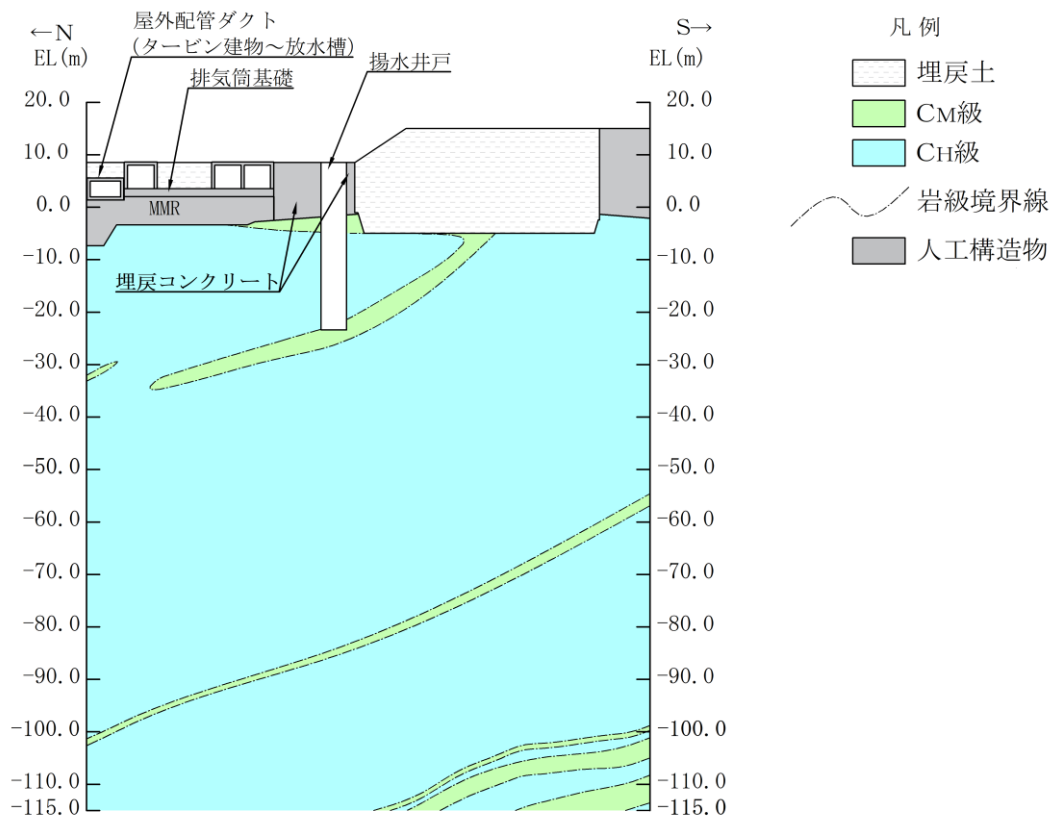 ←N
EL(m)
屋外配管ダクト
(タービン建物～放水槽)
排気筒基礎
揚水井戸
S→
EL(m)
凡 例
埋戻土
CM級
CH級
岩級境界線
人工構造物
MMR
埋戻コンクリート
20.0
10.0
0.0
-10.0
-20.0
-30.0
-40.0
-50.0
-60.0
-70.0
-80.0
-90.0
-100.0
-110.0
-115.0
20.0
10.0
0.0
-10.0
-20.0
-30.0
-40.0
-50.0
-60.0
-70.0
-80.0
-90.0
-100.0
-110.0
-115.0